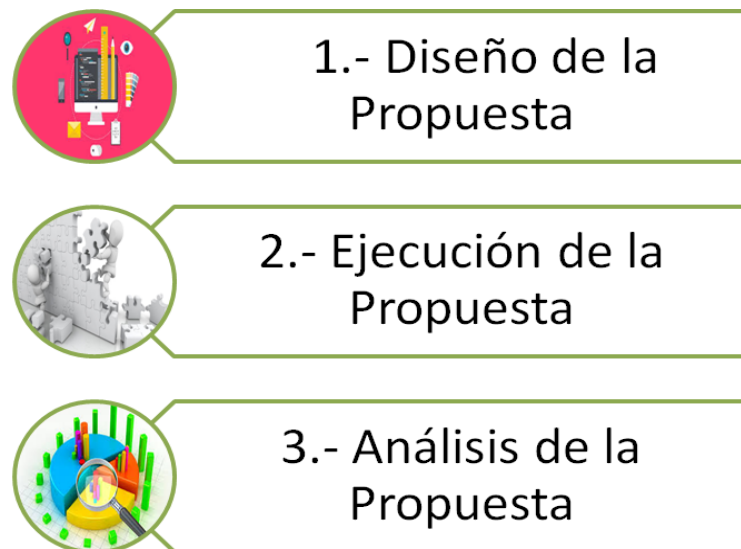 1.- Diseño de la
Propuesta
2.- Ejecución de la
Propuesta
3.- Análisis de la
Propuesta